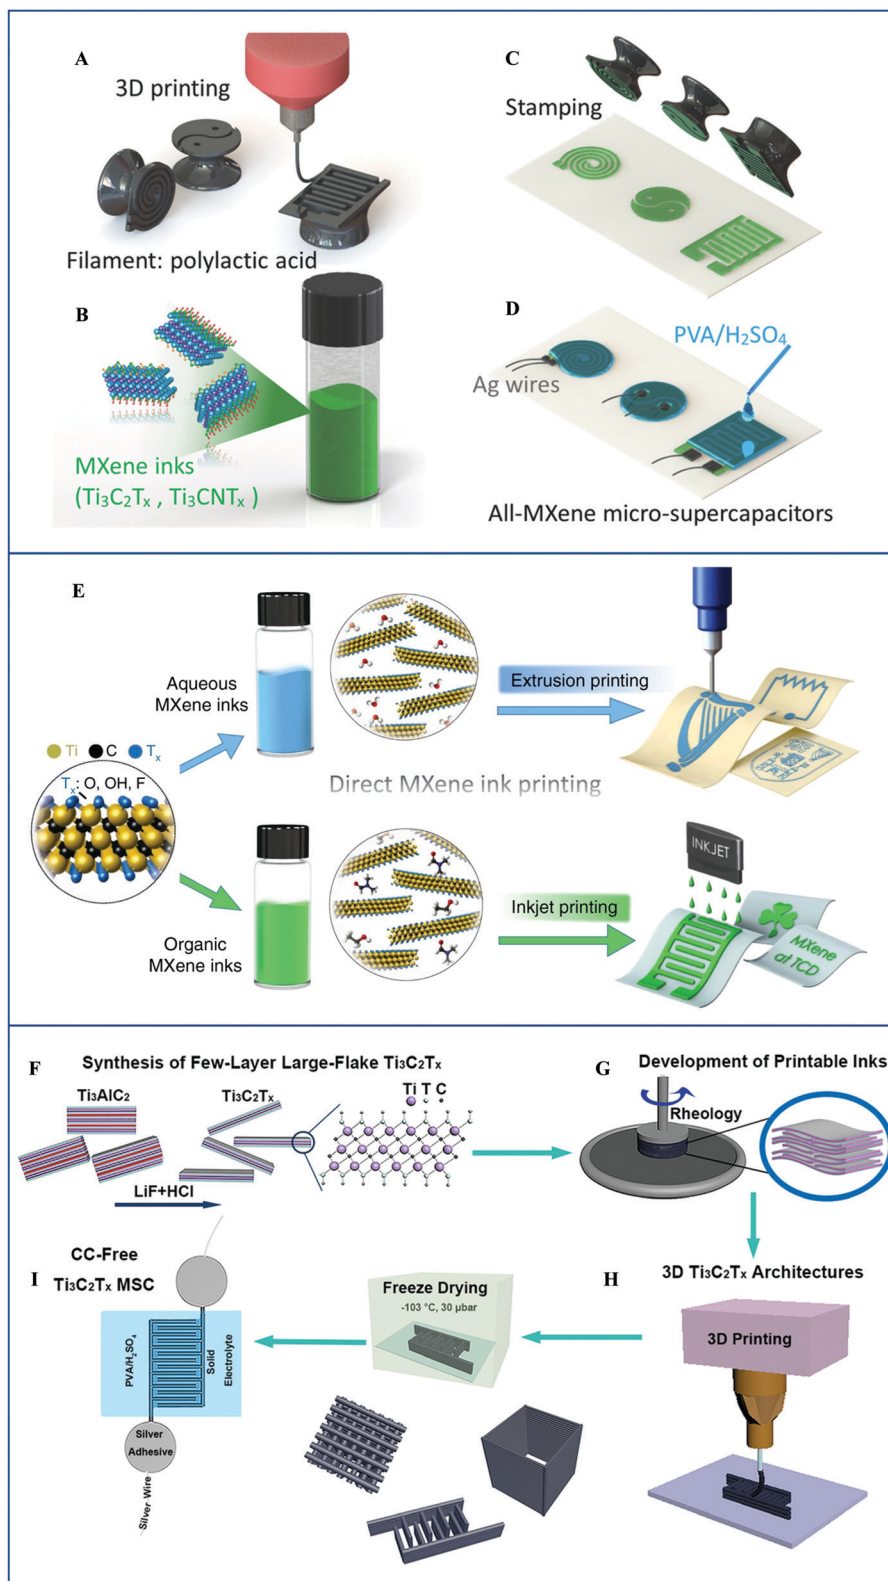 A
3D printing
Filament: polylactic acid
B
MXene inks
(Ti₃C₂Tₓ , Ti₃CNTₓ )
C
Stamping
D
PVA/H₂SO₄
Ag wires
All-MXene micro-supercapacitors
E
Aqueous
MXene inks
Extrusion printing
Ti C Tₓ
Tₓ: O, OH, F
Direct MXene ink printing
INKJET
Organic
MXene inks
Inkjet printing
MXene
at TCD
F
Synthesis of Few-Layer Large-Flake Ti₃C₂Tₓ
Ti₃AlC₂
Ti₃C₂Tₓ
Ti T C
LiF+HCl
G
Development of Printable Inks
Rheology
H
3D Ti₃C₂Tₓ Architectures
3D Printing
Freeze Drying
-103 °C, 30 μbar
I
CC-Free
Ti₃C₂Tₓ MSC
PVA/H₂SO₄
Solid
Electrolyte
Silver
Adhesive
Silver Wire